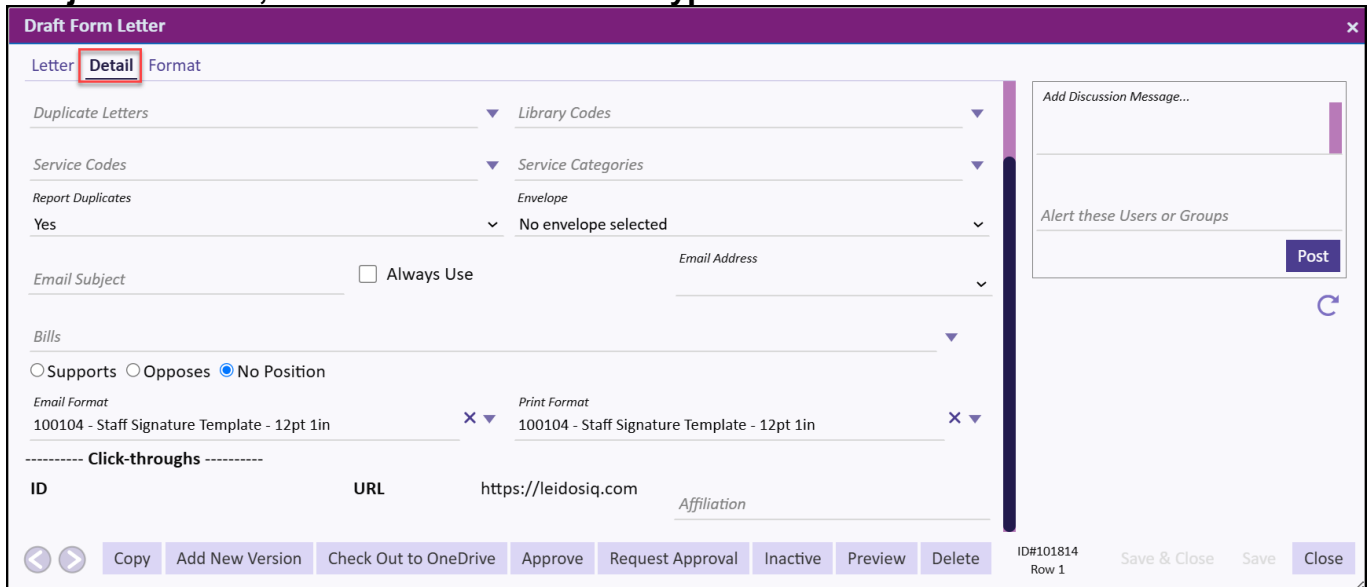 Draft Form Letter ×
Letter Detail Format
Duplicate Letters Library Codes
Service Codes Service Categories
Report Duplicates Envelope
Yes No envelope selected
Email Subject Always Use Email Address
Bills
Supports Opposes No Position
Email Format Print Format
100104 - Staff Signature Template - 12pt 1in 100104 - Staff Signature Template - 12pt 1in
---------- Click-throughs ----------
ID URL https://leidosiq.com Affiliation
Add Discussion Message...
Alert these Users or Groups
Post
Copy Add New Version Check Out to OneDrive Approve Request Approval Inactive Preview Delete ID#101814 Save & Close Save Close
Row 1